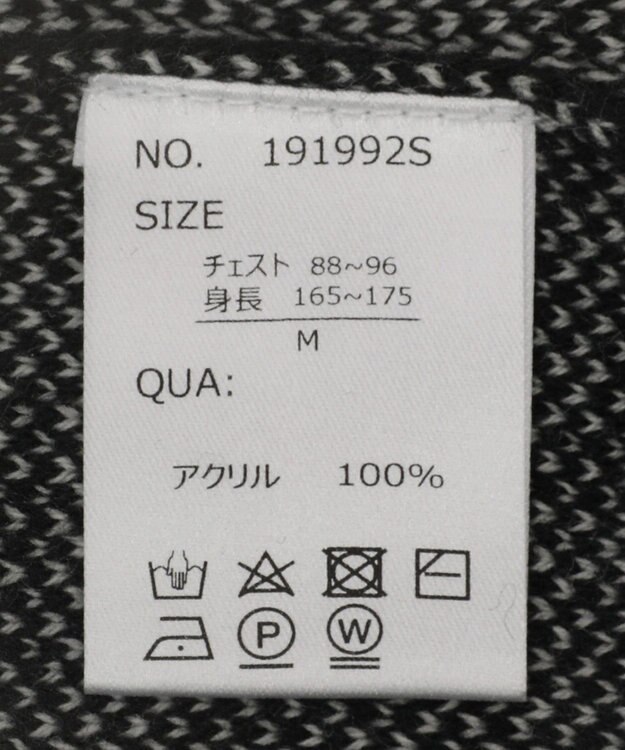 NO. 191992S
SIZE
チェスト 88~96
身長 165~175
M
QUA:
アクリル 100%
P W